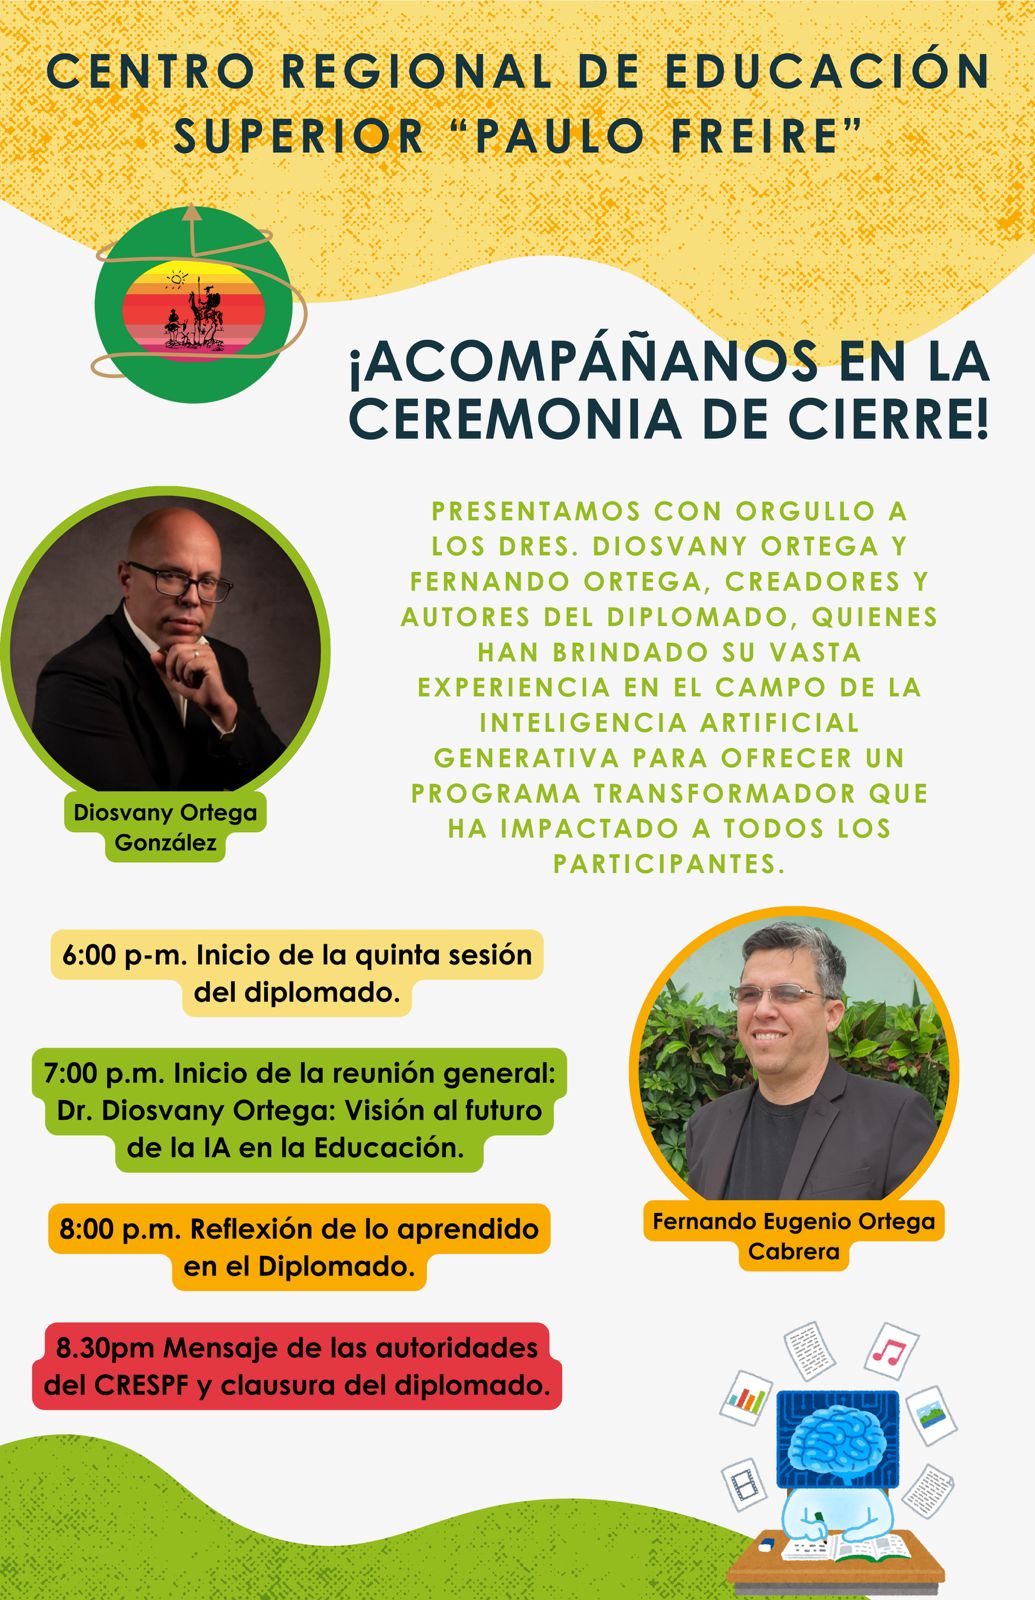 CENTRO REGIONAL DE EDUCACIÓN
SUPERIOR “PAULO FREIRE”
¡ACOMPÁÑANOS EN LA
CEREMONIA DE CIERRE!
PRESENTAMOS CON ORGULLO A
LOS DRES. DIOSVANY ORTEGA Y
FERNANDO ORTEGA, CREADORES Y
AUTORES DEL DIPLOMADO, QUIENES
HAN BRINDADO SU VASTA
EXPERIENCIA EN EL CAMPO DE LA
INTELIGENCIA ARTIFICIAL
GENERATIVA PARA OFRECER UN
PROGRAMA TRANSFORMADOR QUE
HA IMPACTADO A TODOS LOS
PARTICIPANTES.
Diosvany Ortega
González
6:00 p-m. Inicio de la quinta sesión
del diplomado.
7:00 p.m. Inicio de la reunión general:
Dr. Diosvany Ortega: Visión al futuro
de la IA en la Educación.
8:00 p.m. Reflexión de lo aprendido
en el Diplomado.
8.30pm Mensaje de las autoridades
del CRESPF y clausura del diplomado.
Fernando Eugenio Ortega
Cabrera